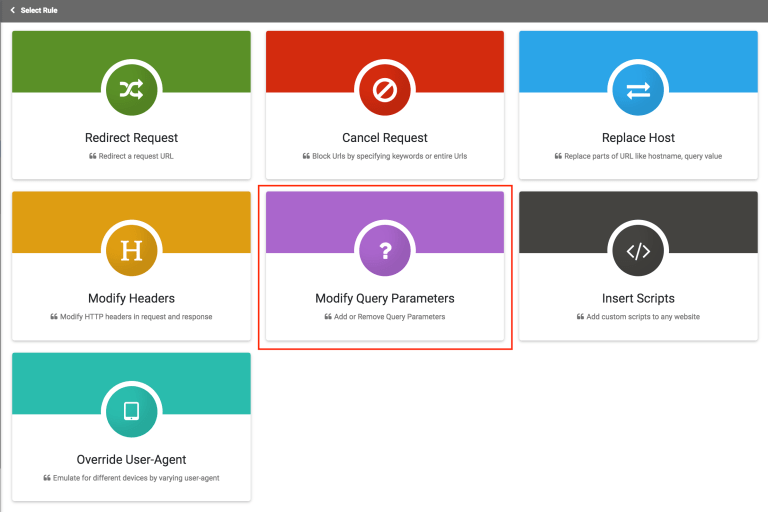 Select Rule
Redirect Request
❝ Redirect a request URL
Cancel Request
❝ Block Urls by specifying keywords or entire Urls
Replace Host
❝ Replace parts of URL like hostname, query value
H
Modify Headers
❝ Modify HTTP headers in request and response
?
Modify Query Parameters
❝ Add or Remove Query Parameters
</>
Insert Scripts
❝ Add custom scripts to any website
Override User-Agent
❝ Emulate for different devices by varying user-agent